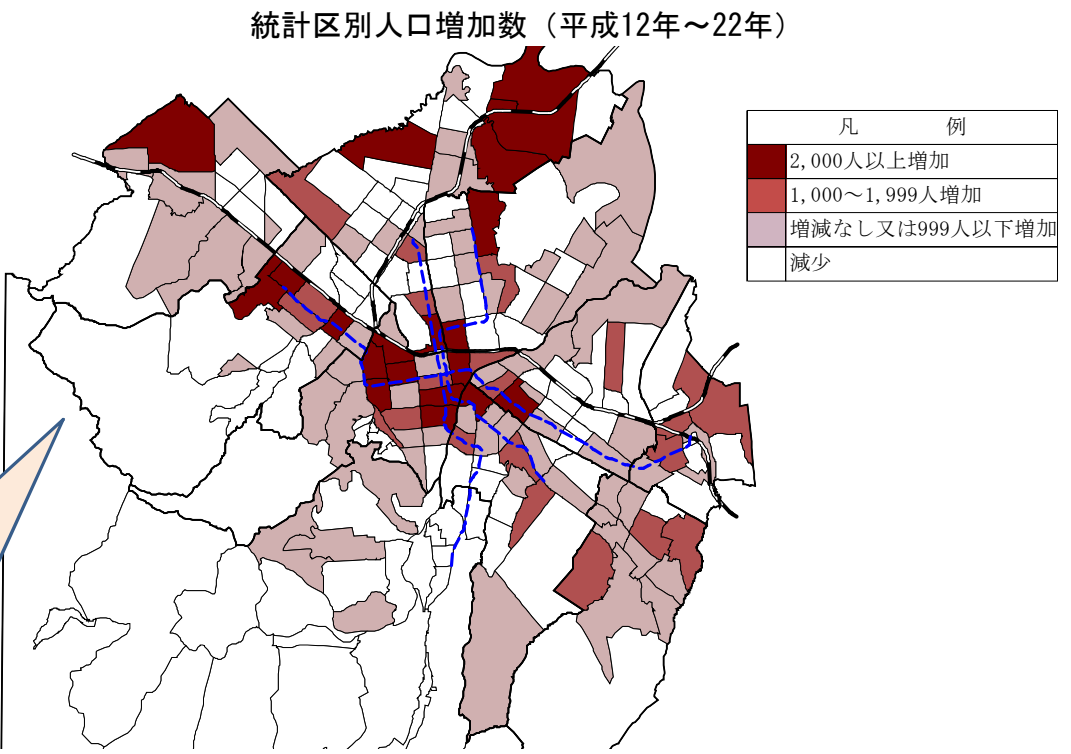 統計区別人口増加数（平成12年～22年）
凡　例
2,000人以上増加
1,000～1,999人増加
増減なし又は999人以下増加
減少